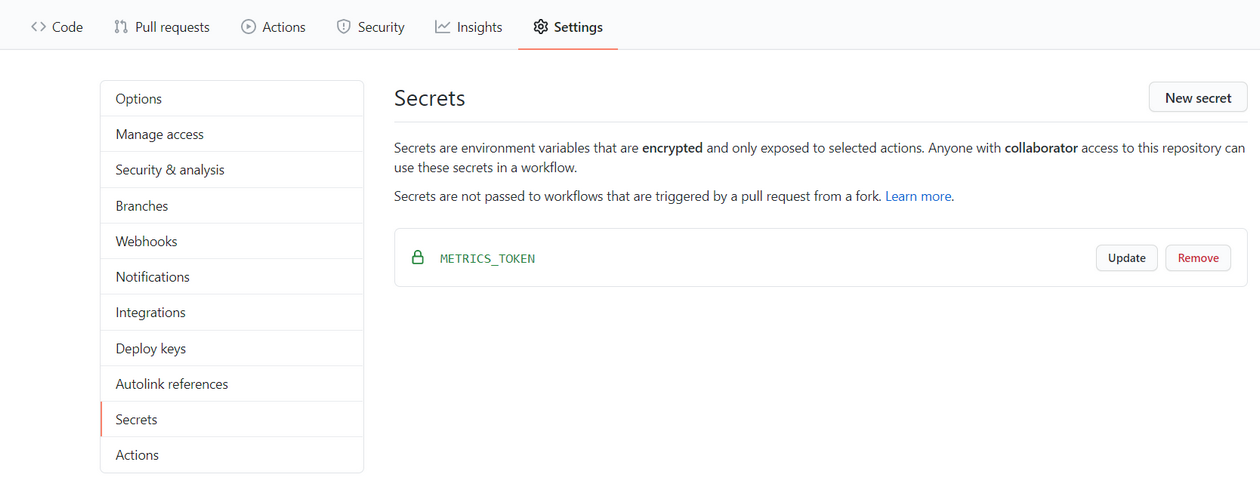 Code Pull requests Actions Security Insights Settings
Options
Manage access
Security & analysis
Branches
Webhooks
Notifications
Integrations
Deploy keys
Autolink references
Secrets
Actions
Secrets
New secret
Secrets are environment variables that are encrypted and only exposed to selected actions. Anyone with collaborator access to this repository can
use these secrets in a workflow.
Secrets are not passed to workflows that are triggered by a pull request from a fork. Learn more.
METRICS_TOKEN
Update Remove